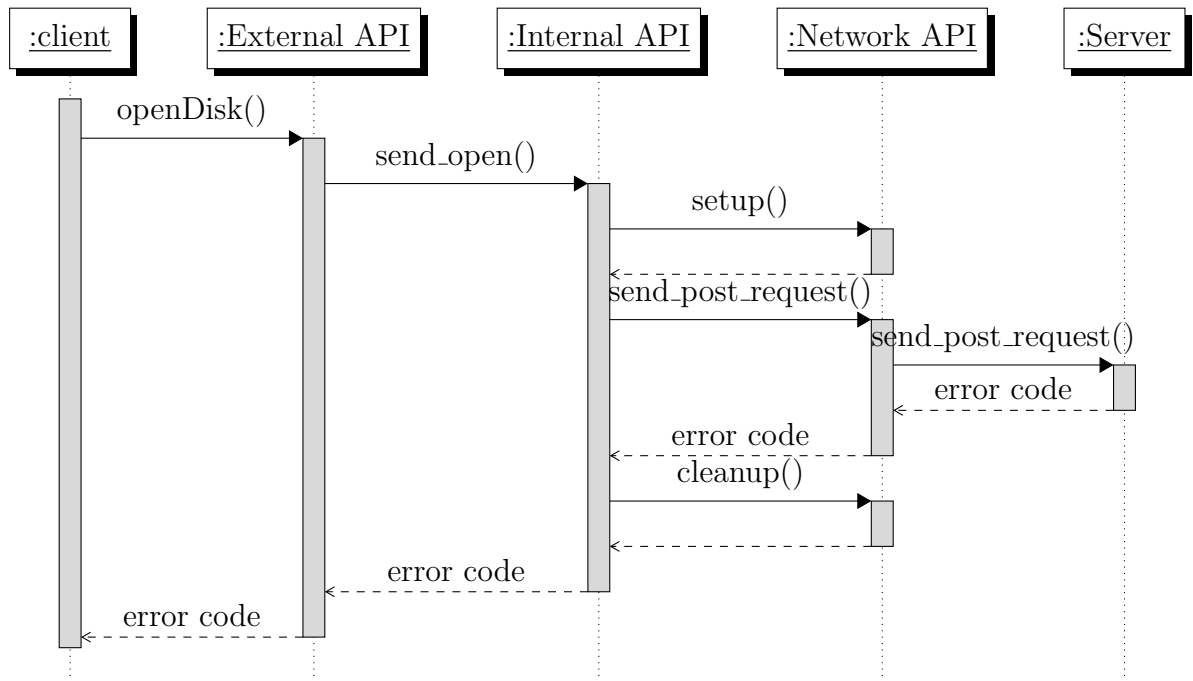 :client
:External API
:Internal API
:Network API
:Server
openDisk()
send_open()
setup()
send_post_request()
send_post_request()
error code
error code
cleanup()
error code
error code